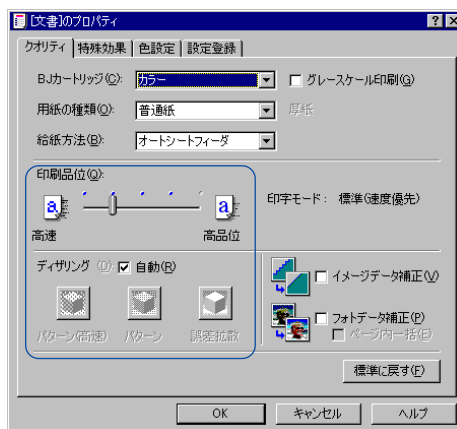 [文書]のプロパティ
クオリティ 特殊効果 色設定 設定登録
BJカートリッジ(C): カラー グレースケール印刷(G)
用紙の種類(O): 普通紙 厚紙
給紙方法(B): オートシートフィーダ
印刷品位(Q):
a a
印字モード： 標準(速度優先)
高速 高品位
ディザリング (D): 自動(R)
イメージデータ補正(V)
フォトデータ補正(P)
パターン(高速) パターン 誤差拡散 ページ内一括(E)
標準に戻す(F)
OK キャンセル ヘルプ